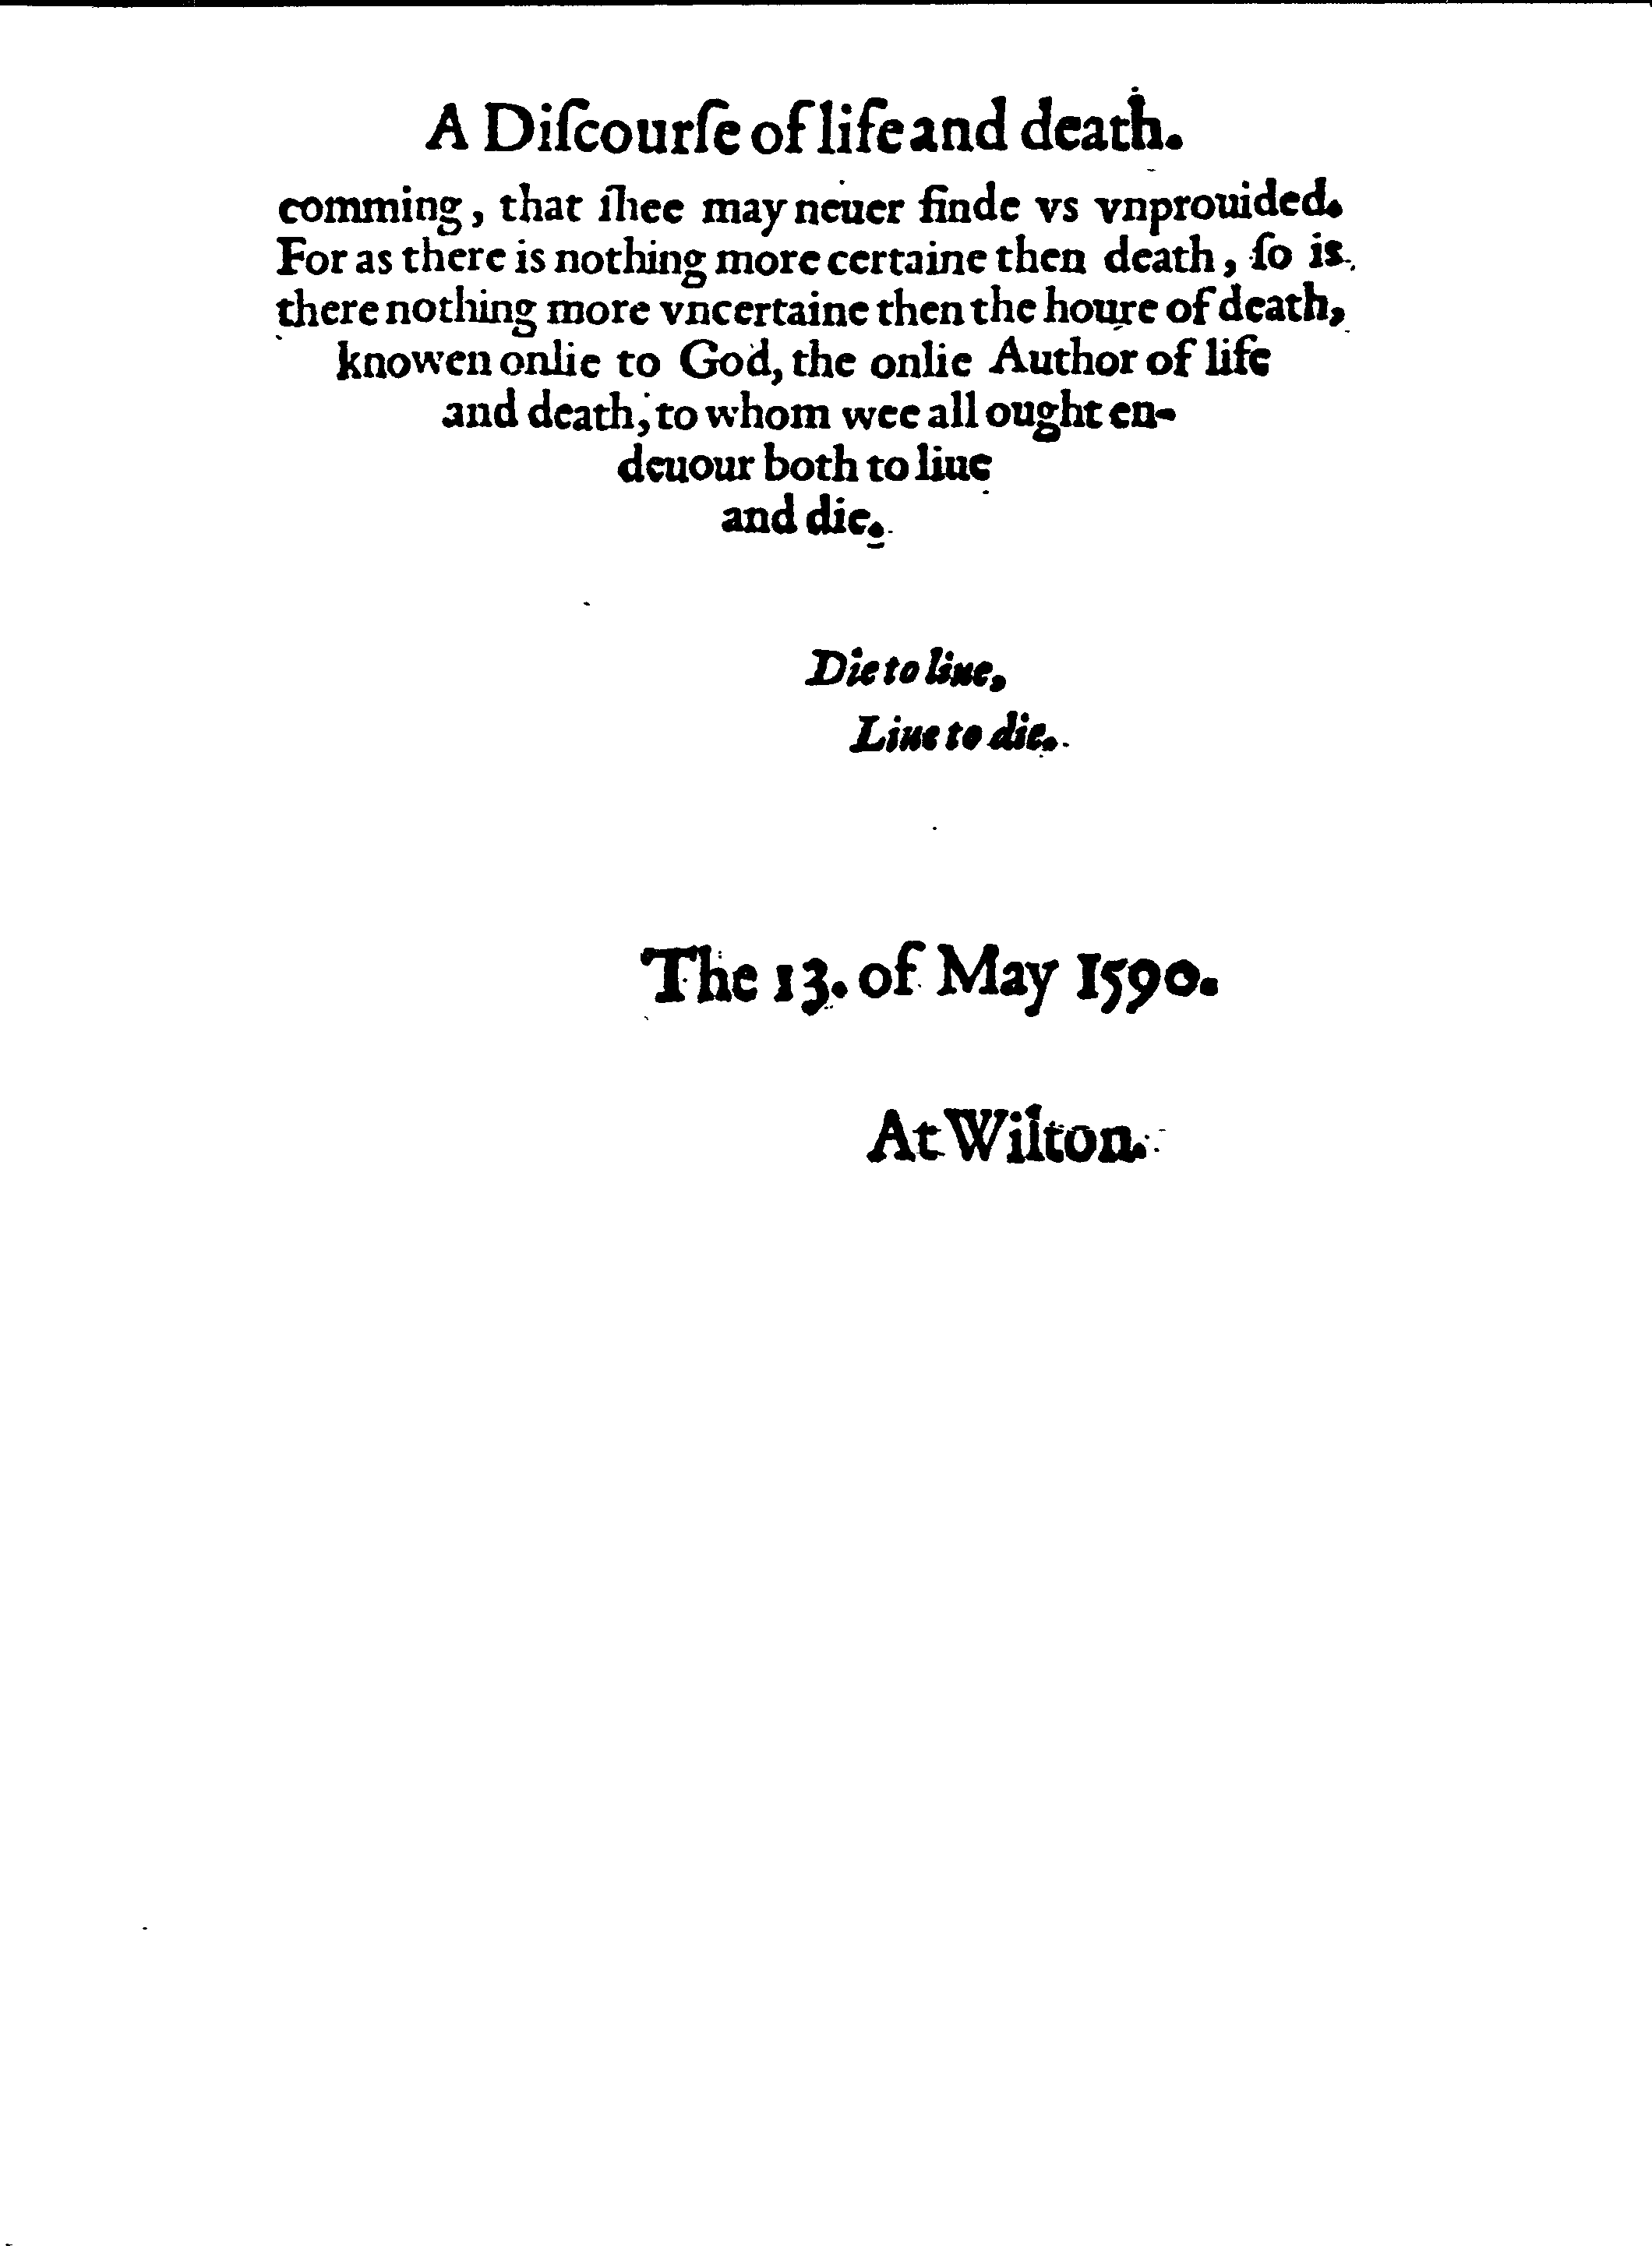 A Diſcourſe of life and death.
comming, that ſhee may neuer finde vs vnprouided.
For as there is nothing more certaine then death, ſo is
there nothing more vncertaine then the houre of death,
knowen onlie to God, the onlie Author of life
and death, to whom wee all ought en-
deuour both to liue
and die.
Die to liue,
Liue to die.
The 13. of May 1590.
At Wilton.